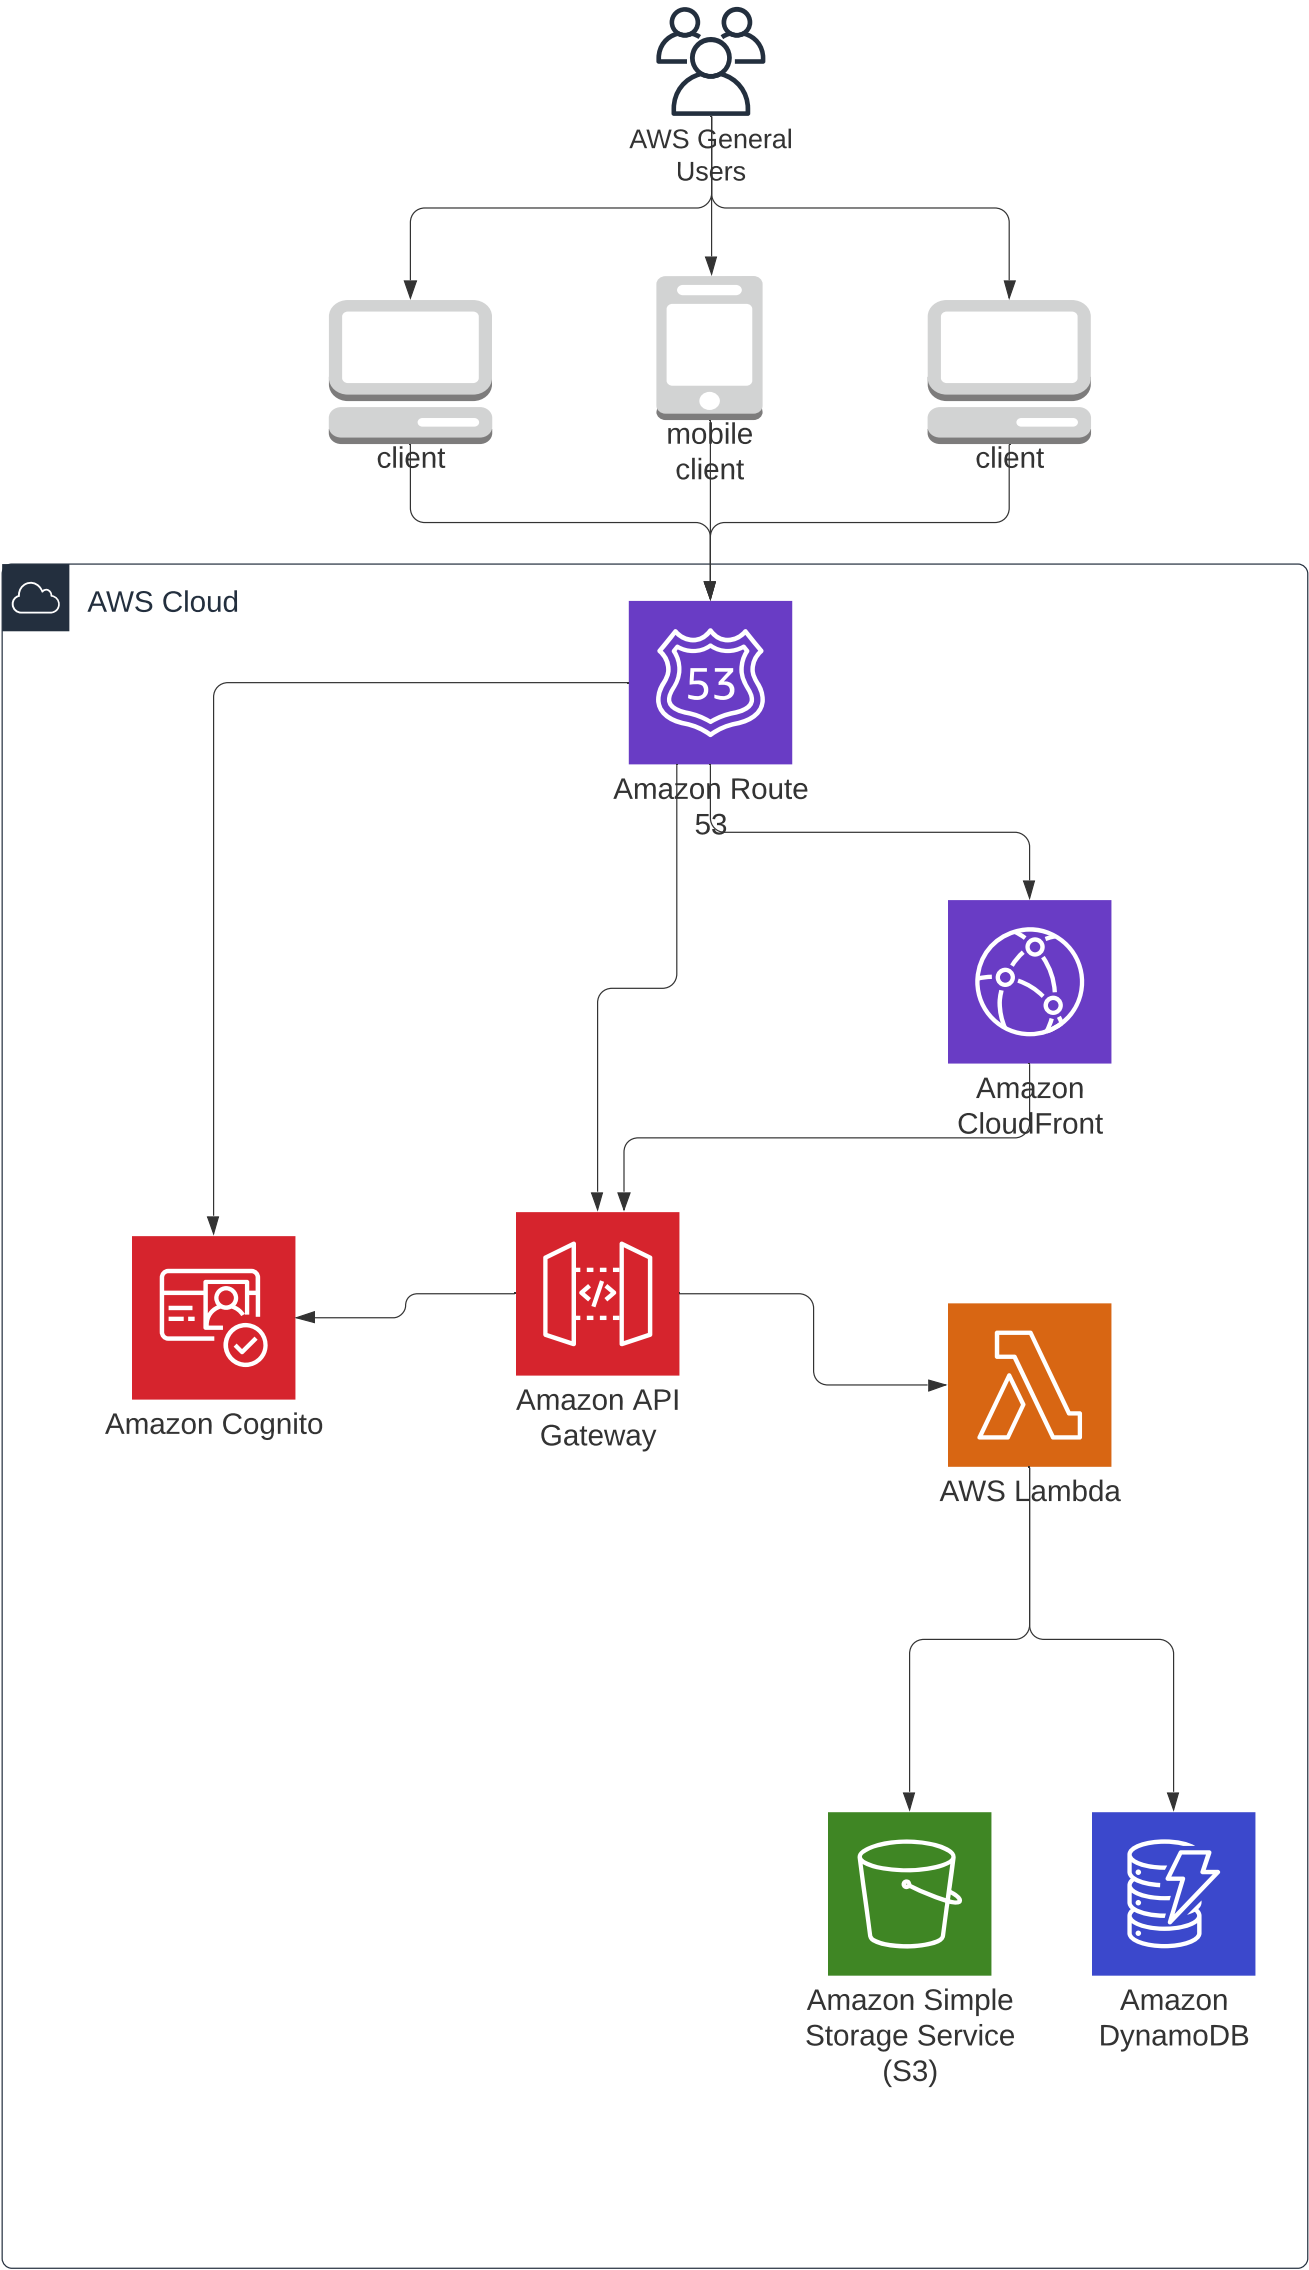 AWS General
Users
client
mobile
client
client
AWS Cloud
53
Amazon Route
53
Amazon
CloudFront
Amazon Cognito
Amazon API
Gateway
AWS Lambda
Amazon Simple
Storage Service
(S3)
Amazon
DynamoDB